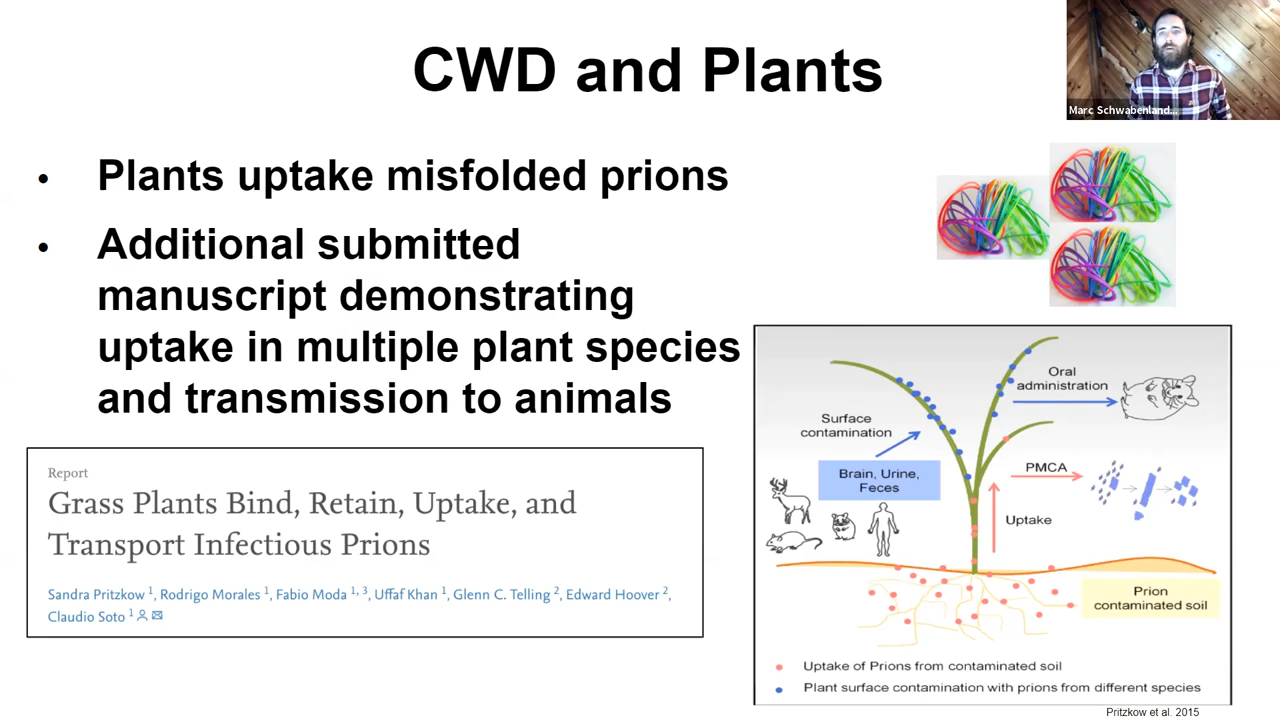 CWD and Plants
Marc Schwabenland...
• Plants uptake misfolded prions
• Additional submitted
manuscript demonstrating
uptake in multiple plant species
and transmission to animals
Report
Grass Plants Bind, Retain, Uptake, and
Transport Infectious Prions
Sandra Pritzkow 1, Rodrigo Morales 1, Fabio Moda 1, 3, Uffaf Khan 1, Glenn C. Telling 2, Edward Hoover 2,
Claudio Soto 1
Oral
administration
Surface
contamination
Brain, Urine,
Feces
PMCA
Uptake
Prion
contaminated soil
Uptake of Prions from contaminated soil
Plant surface contamination with prions from different species
Pritzkow et al. 2015